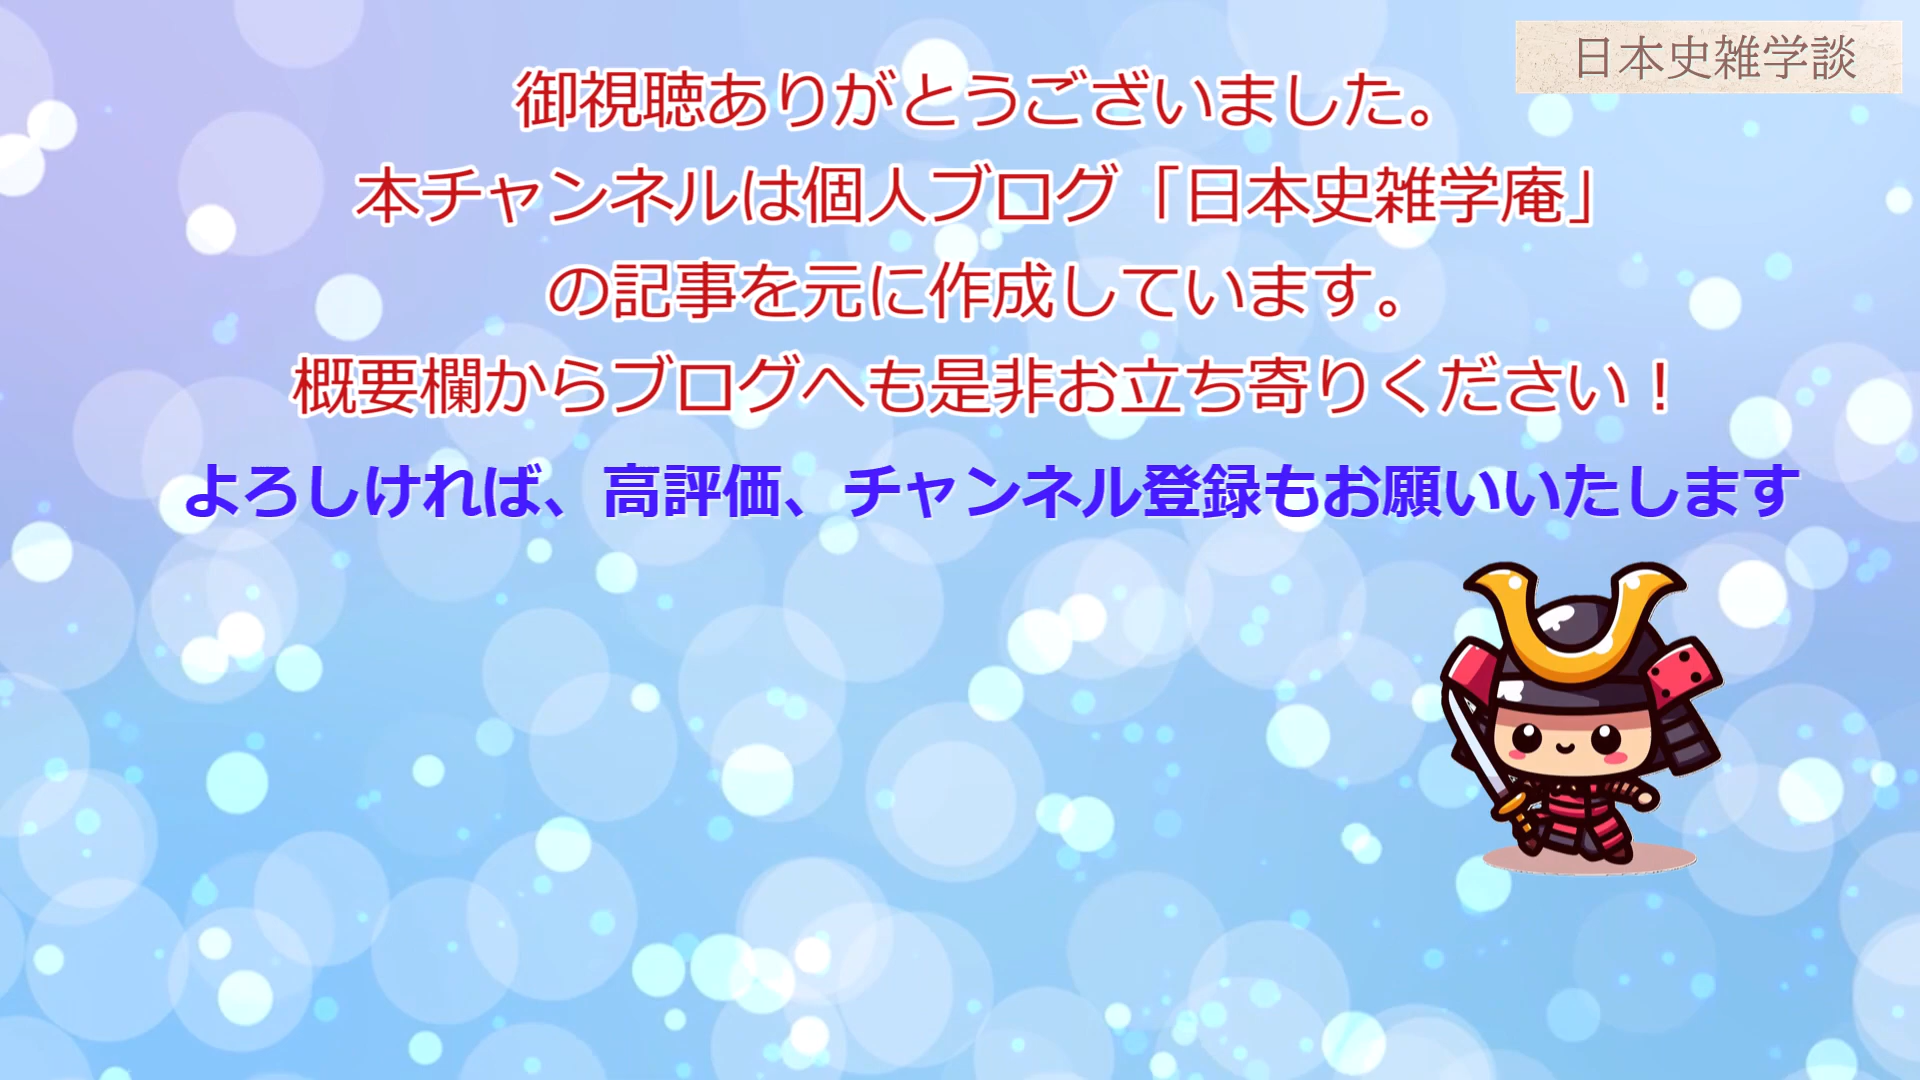 日本史雑学談
御視聴ありがとうございました。
本チャンネルは個人ブログ「日本史雑学庵」
の記事を元に作成しています。
概要欄からブログへも是非お立ち寄りください！
よろしければ、高評価、チャンネル登録もお願いいたします